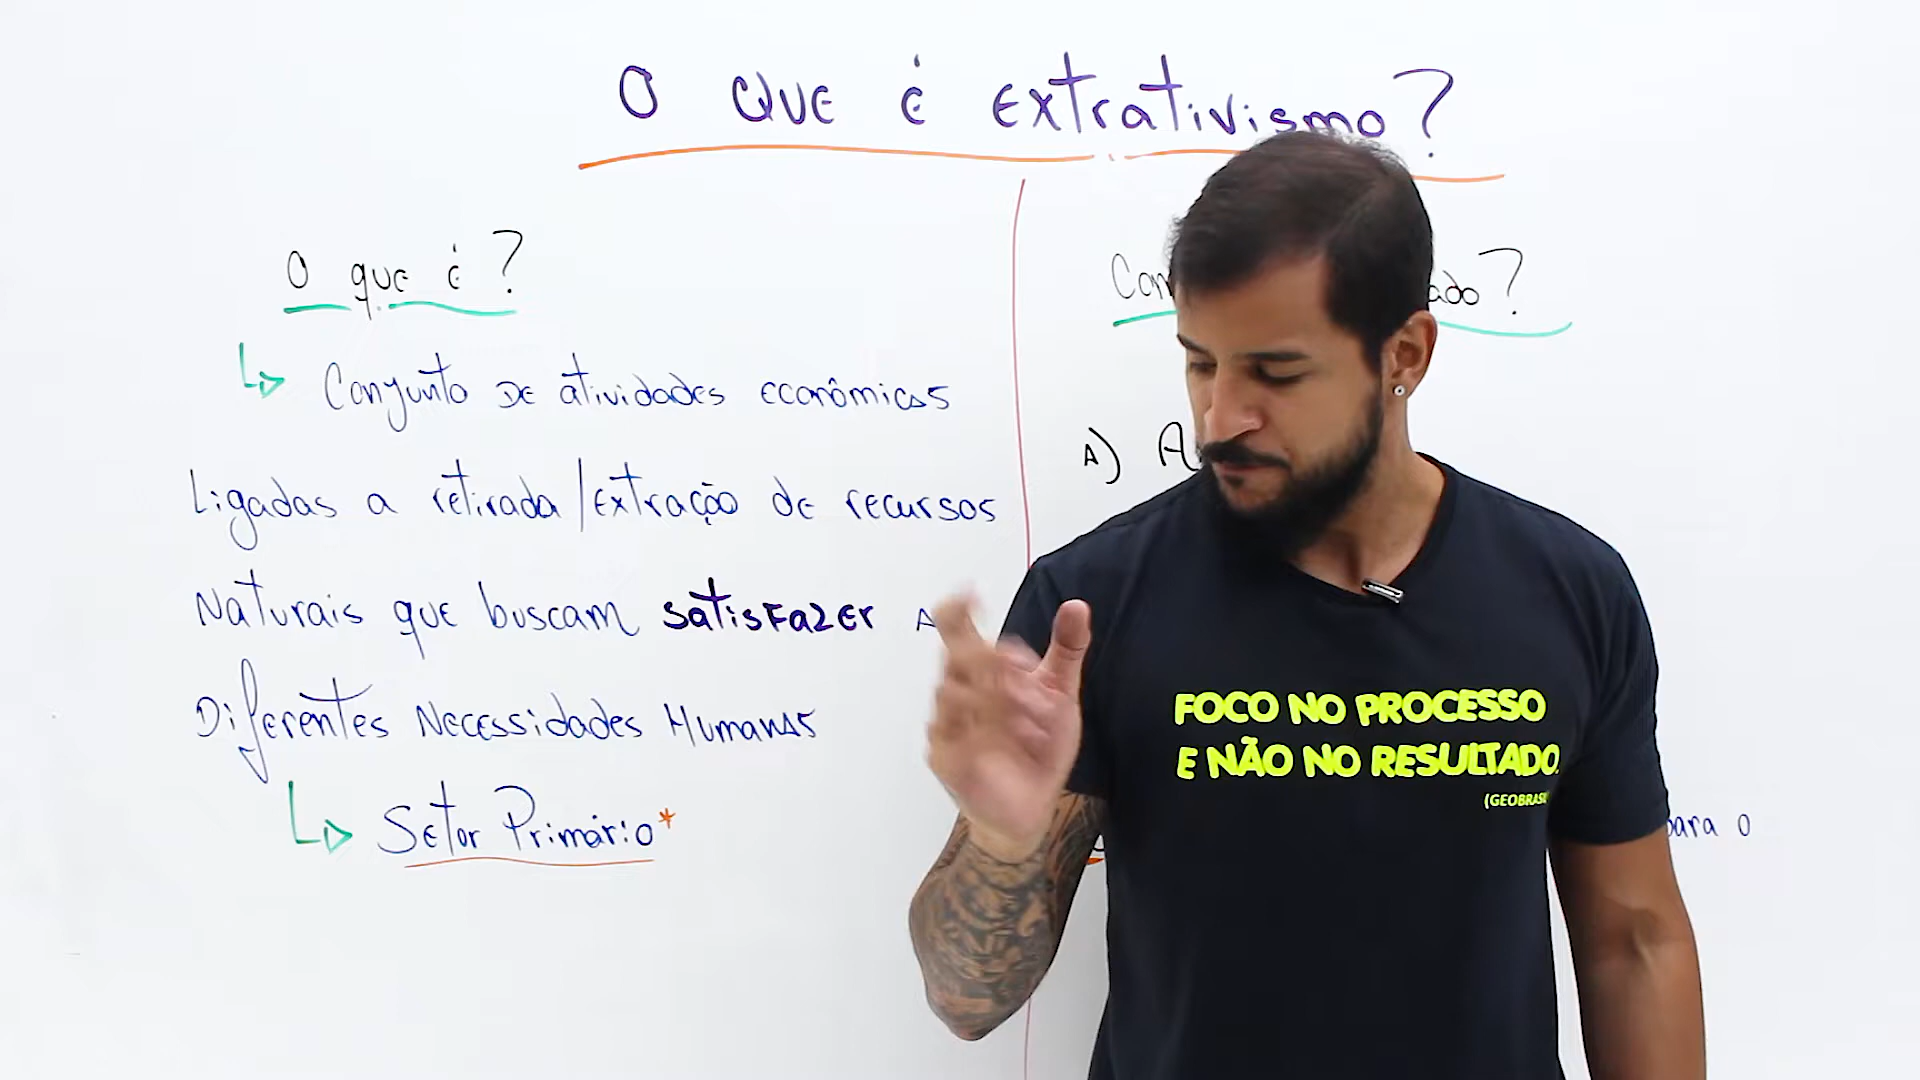 O que é extrativismo?
O que é?
Conjunto de atividades econômicas
Ligadas a retirada/extração de recursos
Naturais que buscam satisfazer
Diferentes Necessidades Humanas
Setor Primário*
A)
para o
FOCO NO PROCESSO
E NÃO NO RESULTADO.